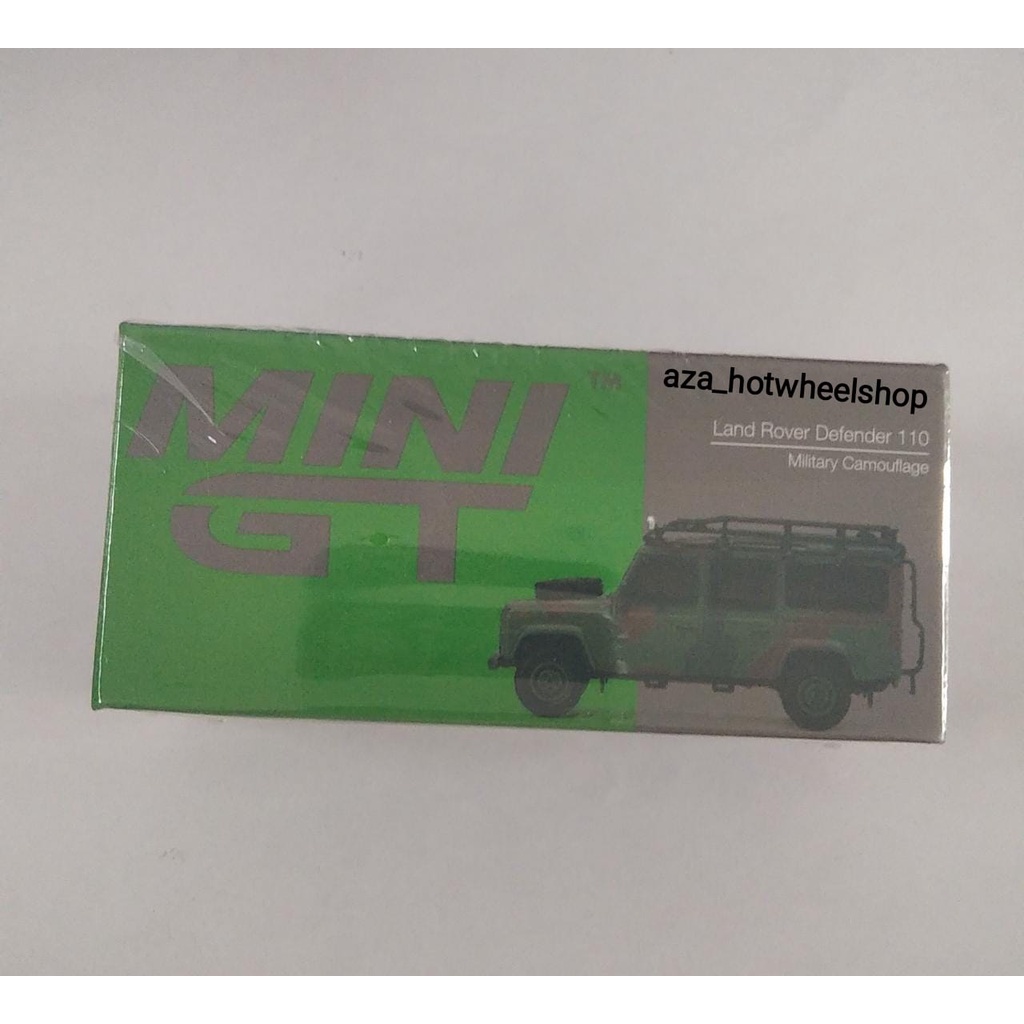 MINI
GT
TM
aza_hotwheelshop
Land Rover Defender 110
Military Camouflage